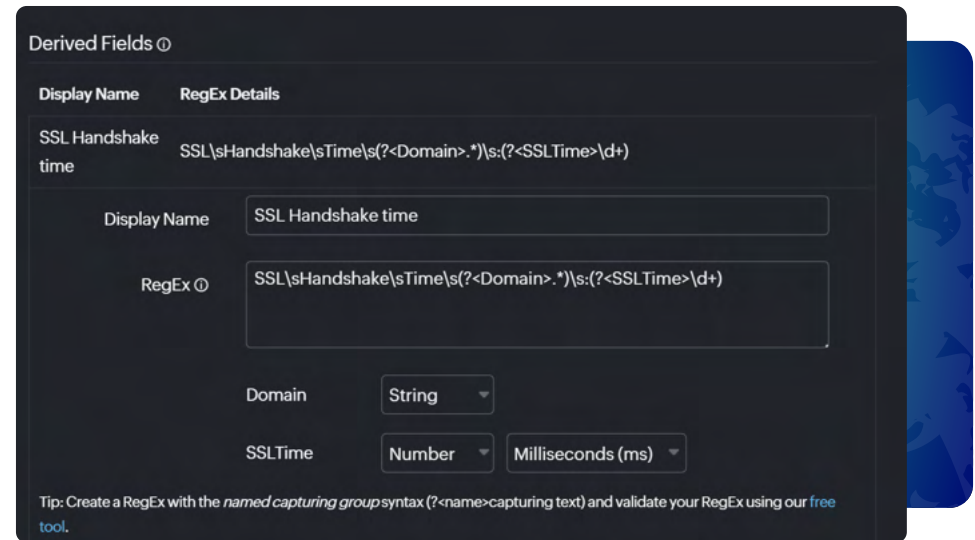 Derived Fields ⓘ
Display Name RegEx Details
SSL Handshake
time
SSL\sHandshake\sTime\s(?<Domain>.*)\s:(?<SSLTime>\d+)
Display Name SSL Handshake time
RegEx ⓘ SSL\sHandshake\sTime\s(?<Domain>.*)\s:(?<SSLTime>\d+)
Domain String
SSLTime Number Milliseconds (ms)
Tip: Create a RegEx with the named capturing group syntax (?<name>capturing text) and validate your RegEx using our free
tool.